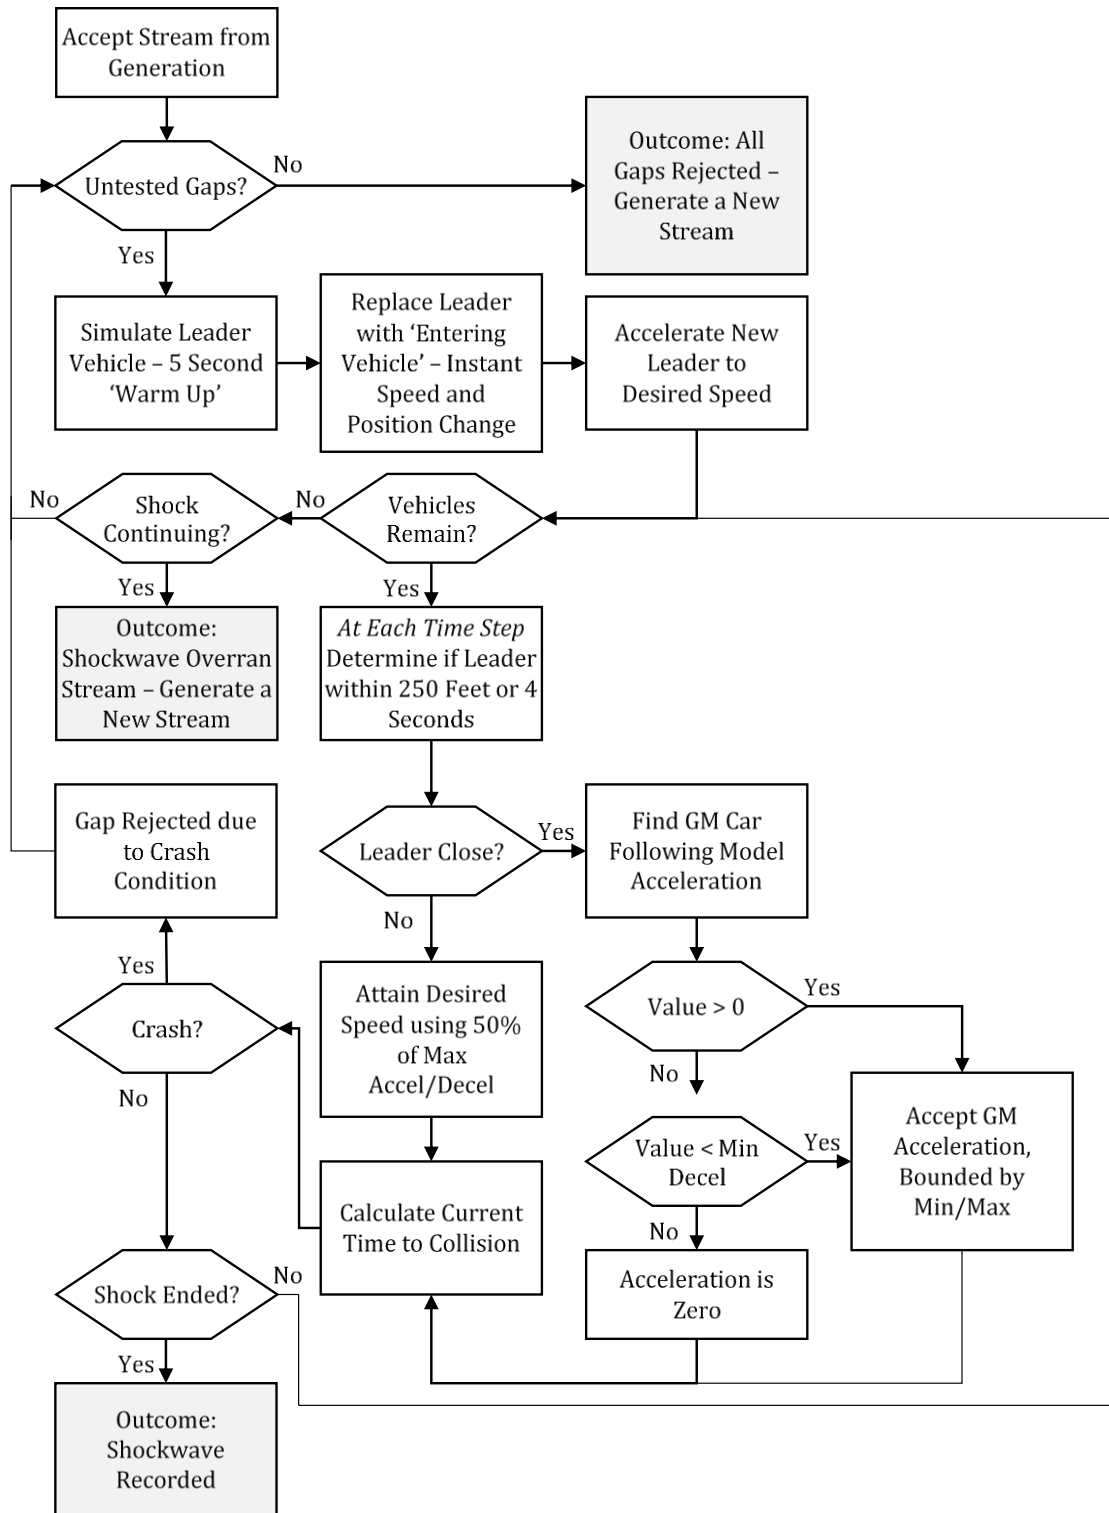 Accept Stream from
Generation
Untested Gaps?
No
Outcome: All
Gaps Rejected –
Generate a New
Stream
Yes
Simulate Leader
Vehicle – 5 Second
‘Warm Up’
Replace Leader
with ‘Entering
Vehicle’ – Instant
Speed and
Position Change
Accelerate New
Leader to
Desired Speed
No
Shock
Continuing?
No
Vehicles
Remain?
Yes
Yes
Outcome:
Shockwave Overran
Stream – Generate a
New Stream
At Each Time Step
Determine if Leader
within 250 Feet or 4
Seconds
Gap Rejected due
to Crash
Condition
Leader Close?
Yes
Find GM Car
Following Model
Acceleration
No
Yes
Crash?
No
Attain Desired
Speed using 50%
of Max
Accel/Decel
Value > 0
Yes
No
Value < Min
Decel
Yes
Accept GM
Acceleration,
Bounded by
Min/Max
No
Calculate Current
Time to Collision
Acceleration is
Zero
Shock Ended?
No
Yes
Outcome:
Shockwave
Recorded